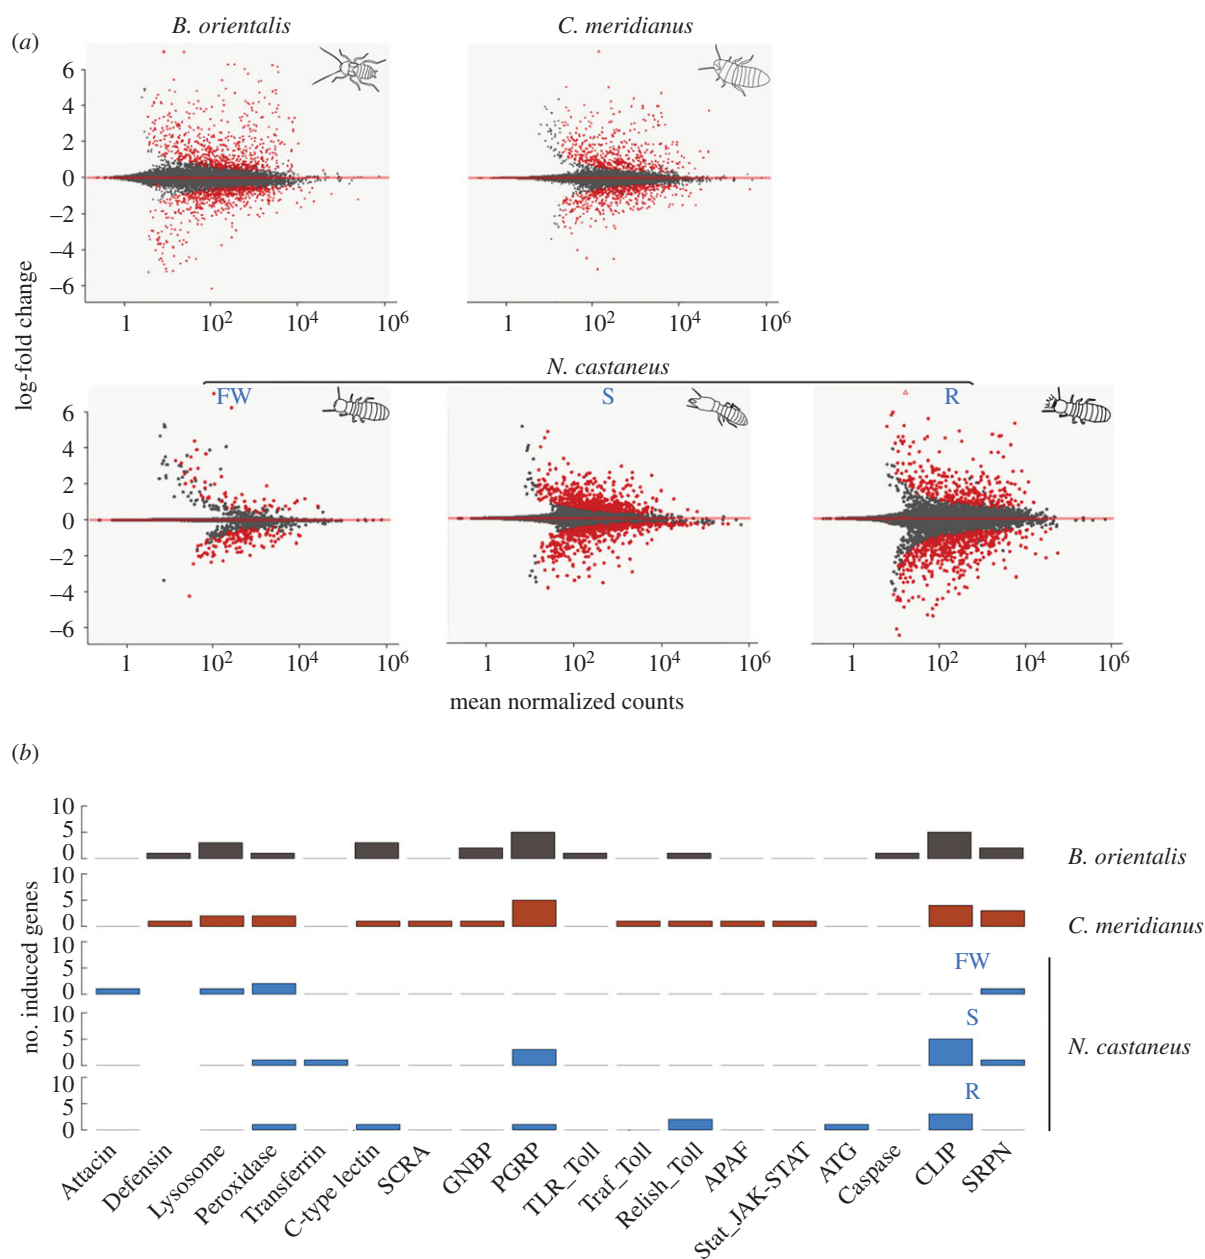 (a)
B. orientalis
C. meridianus
6
4
2
0
–2
–4
–6
1 10² 10⁴ 10⁶
1 10² 10⁴ 10⁶
log-fold change
N. castaneus
FW S R
6
4
2
0
–2
–4
–6
1 10² 10³ 10⁶
1 10² 10³ 10⁶
1 10² 10³ 10⁶
mean normalized counts
(b)
no. induced genes
10
5
0
B. orientalis
10
5
0
C. meridianus
10
5
0
FW
10
5
0
S
N. castaneus
10
5
0
R
Attacin
Defensin
Lysosome
Peroxidase
Transferrin
C-type lectin
SCRA
GNBP
PGRP
TLR_Toll
Traf_Toll
Relish_Toll
APAF
Stat_JAK-STAT
ATG
Caspase
CLIP
SRPN